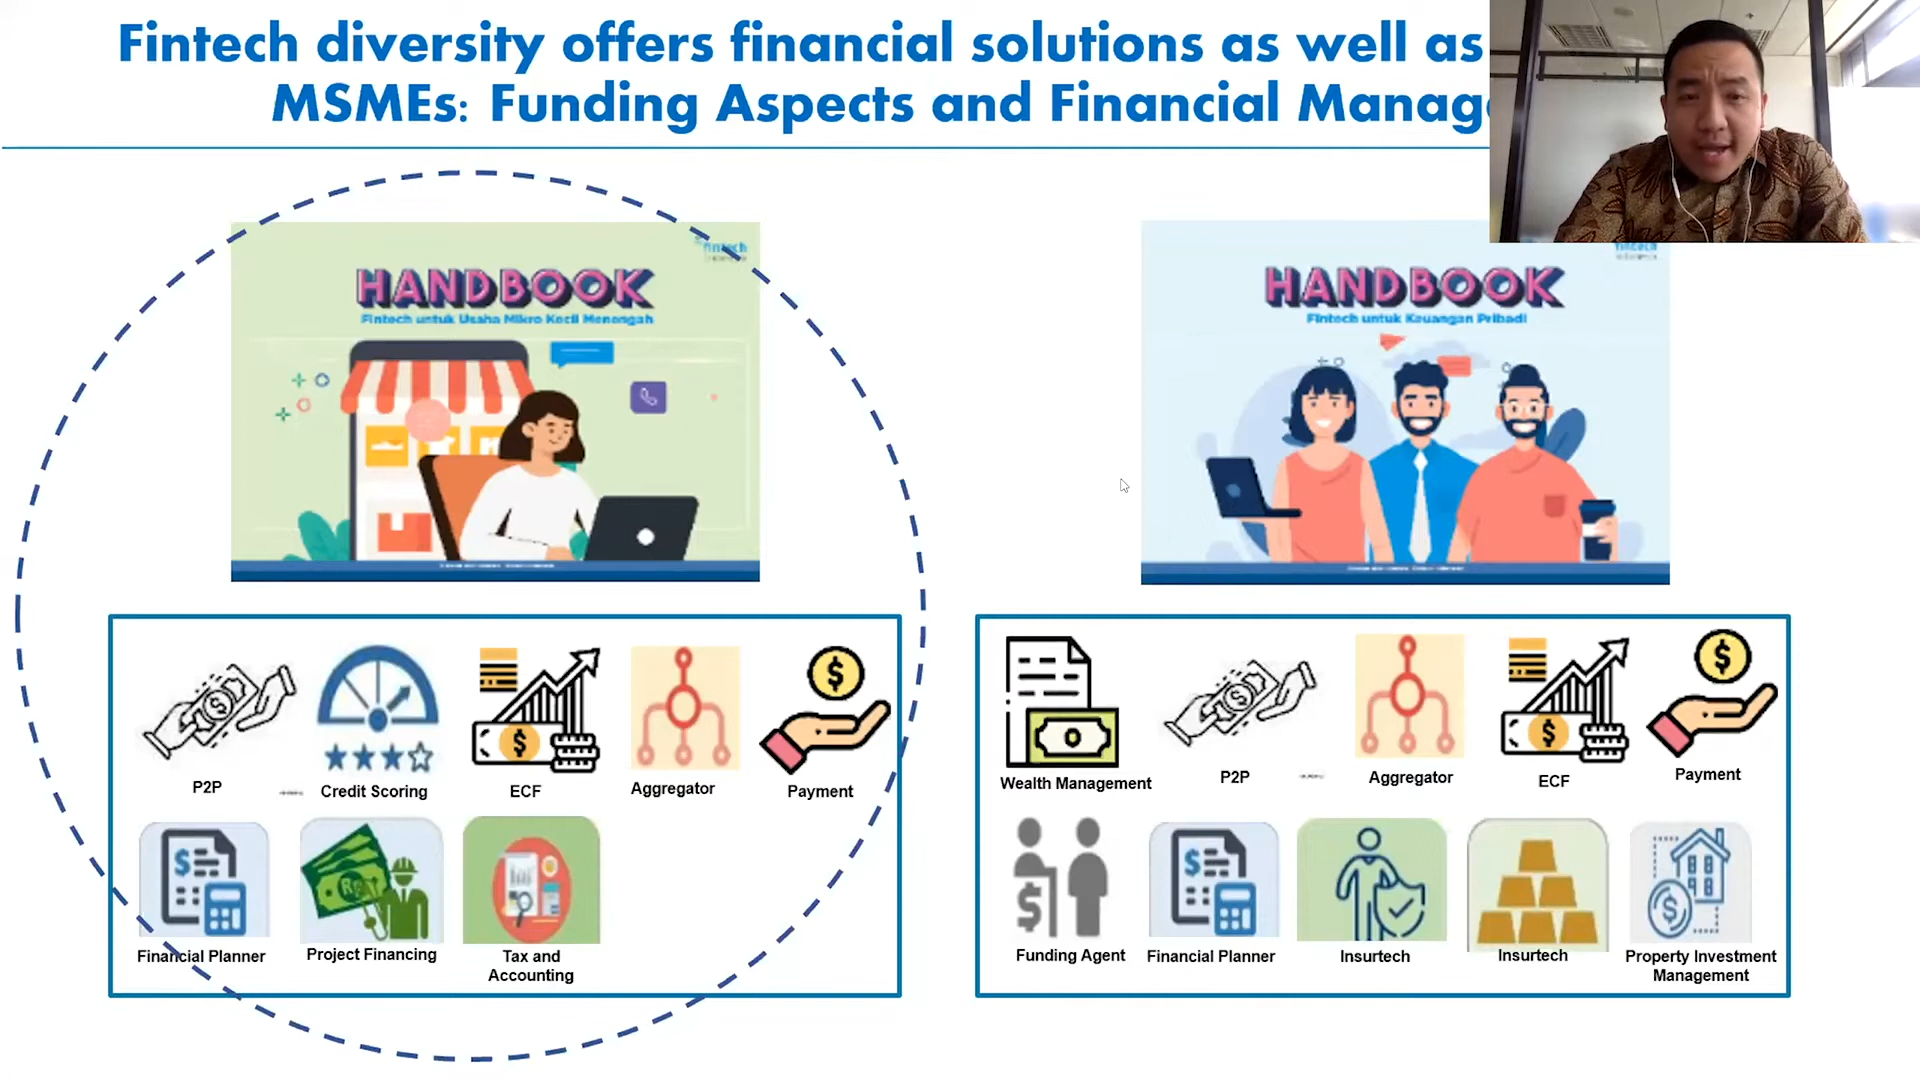 Fintech diversity offers financial solutions as well as
MSMEs: Funding Aspects and Financial Manag
fintech
HANDBOOK
Fintech untuk Usaha Mikro Kecil Menengah
fintech
HANDBOOK
Fintech untuk Keuangan Pribadi
P2P
Credit Scoring
ECF
Aggregator
Payment
Financial Planner
Project Financing
Tax and
Accounting
Wealth Management
P2P
Aggregator
ECF
Payment
Funding Agent
Financial Planner
Insurtech
Insurtech
Property Investment
Management